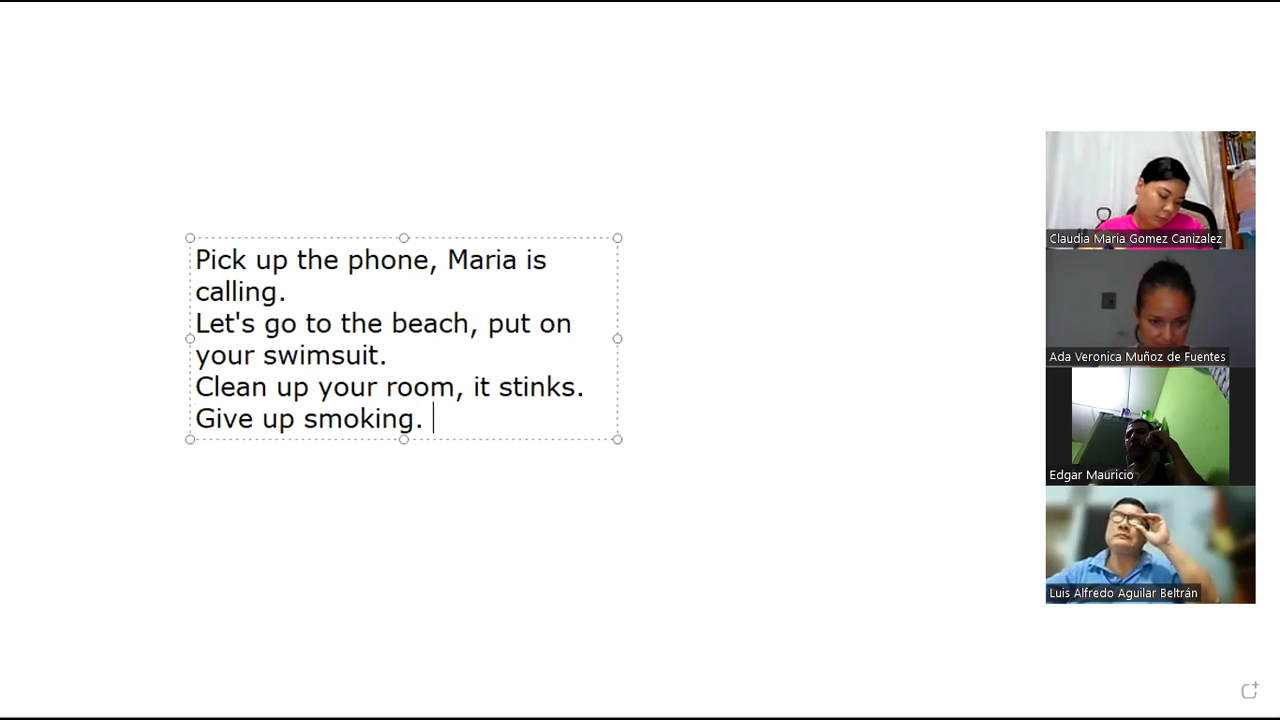 Pick up the phone, Maria is
calling.
Let's go to the beach, put on
your swimsuit.
Clean up your room, it stinks.
Give up smoking.
Claudia Maria Gomez Canizalez
Ada Veronica Muñoz de Fuentes
Edgar Mauricio
Luis Alfredo Aguilar Beltrán